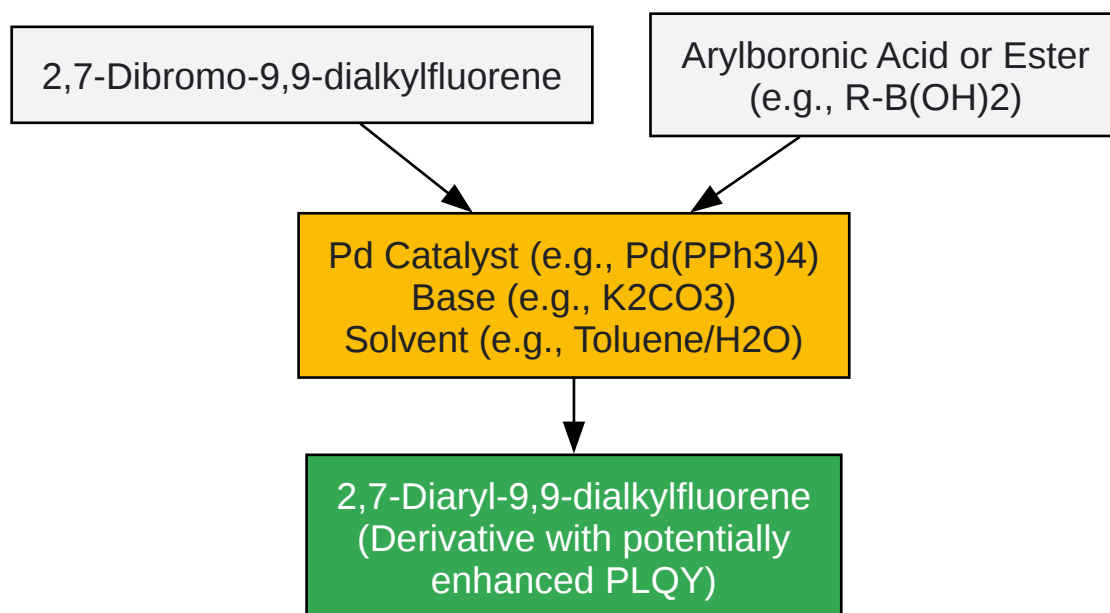 2,7-Dibromo-9,9-dialkylfluorene
Arylboronic Acid or Ester
(e.g., R-B(OH)2)
Pd Catalyst (e.g., Pd(PPh3)4)
Base (e.g., K2CO3)
Solvent (e.g., Toluene/H2O)
2,7-Diaryl-9,9-dialkylfluorene
(Derivative with potentially
enhanced PLQY)